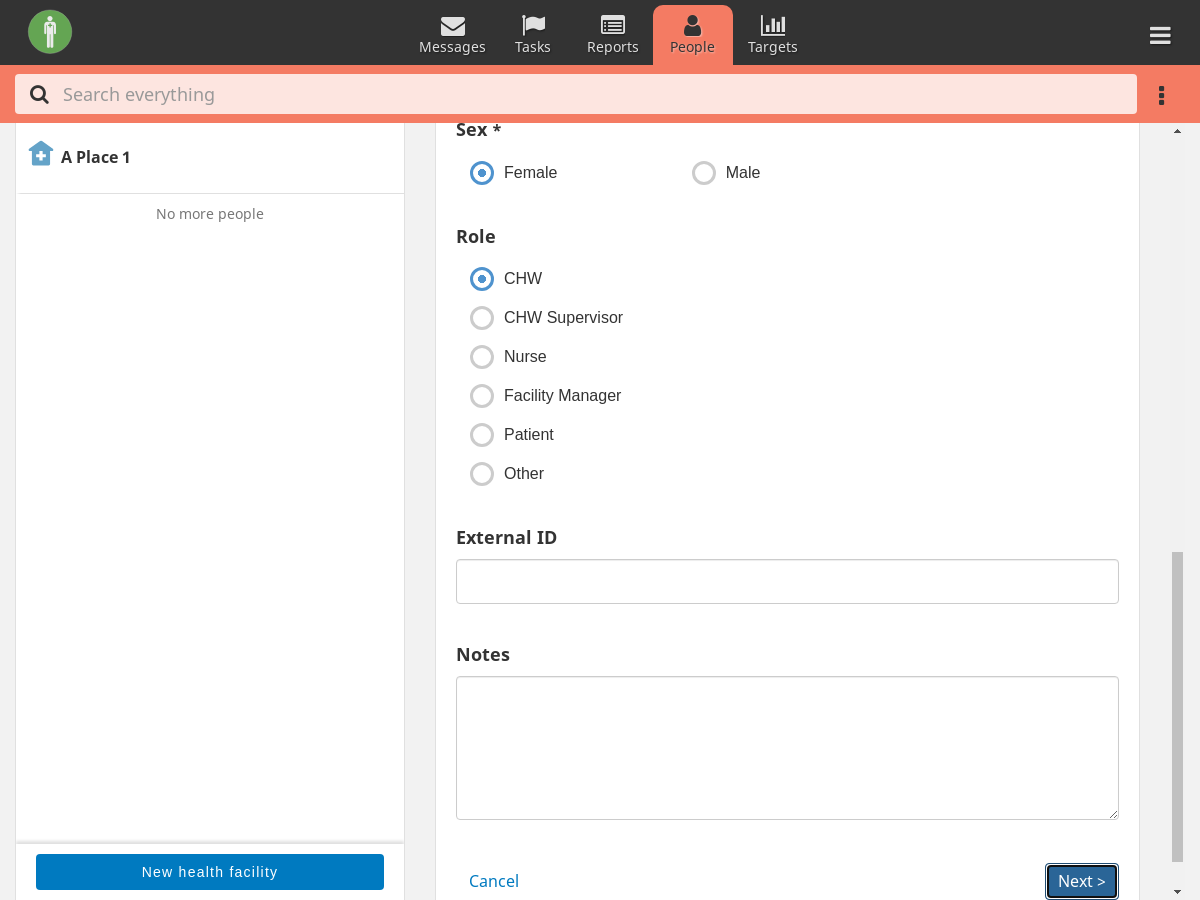 Messages
Tasks
Reports
People
Targets
Search everything
A Place 1
No more people
New health facility
Sex *
Female
Male
Role
CHW
CHW Supervisor
Nurse
Facility Manager
Patient
Other
External ID
Notes
Cancel
Next >